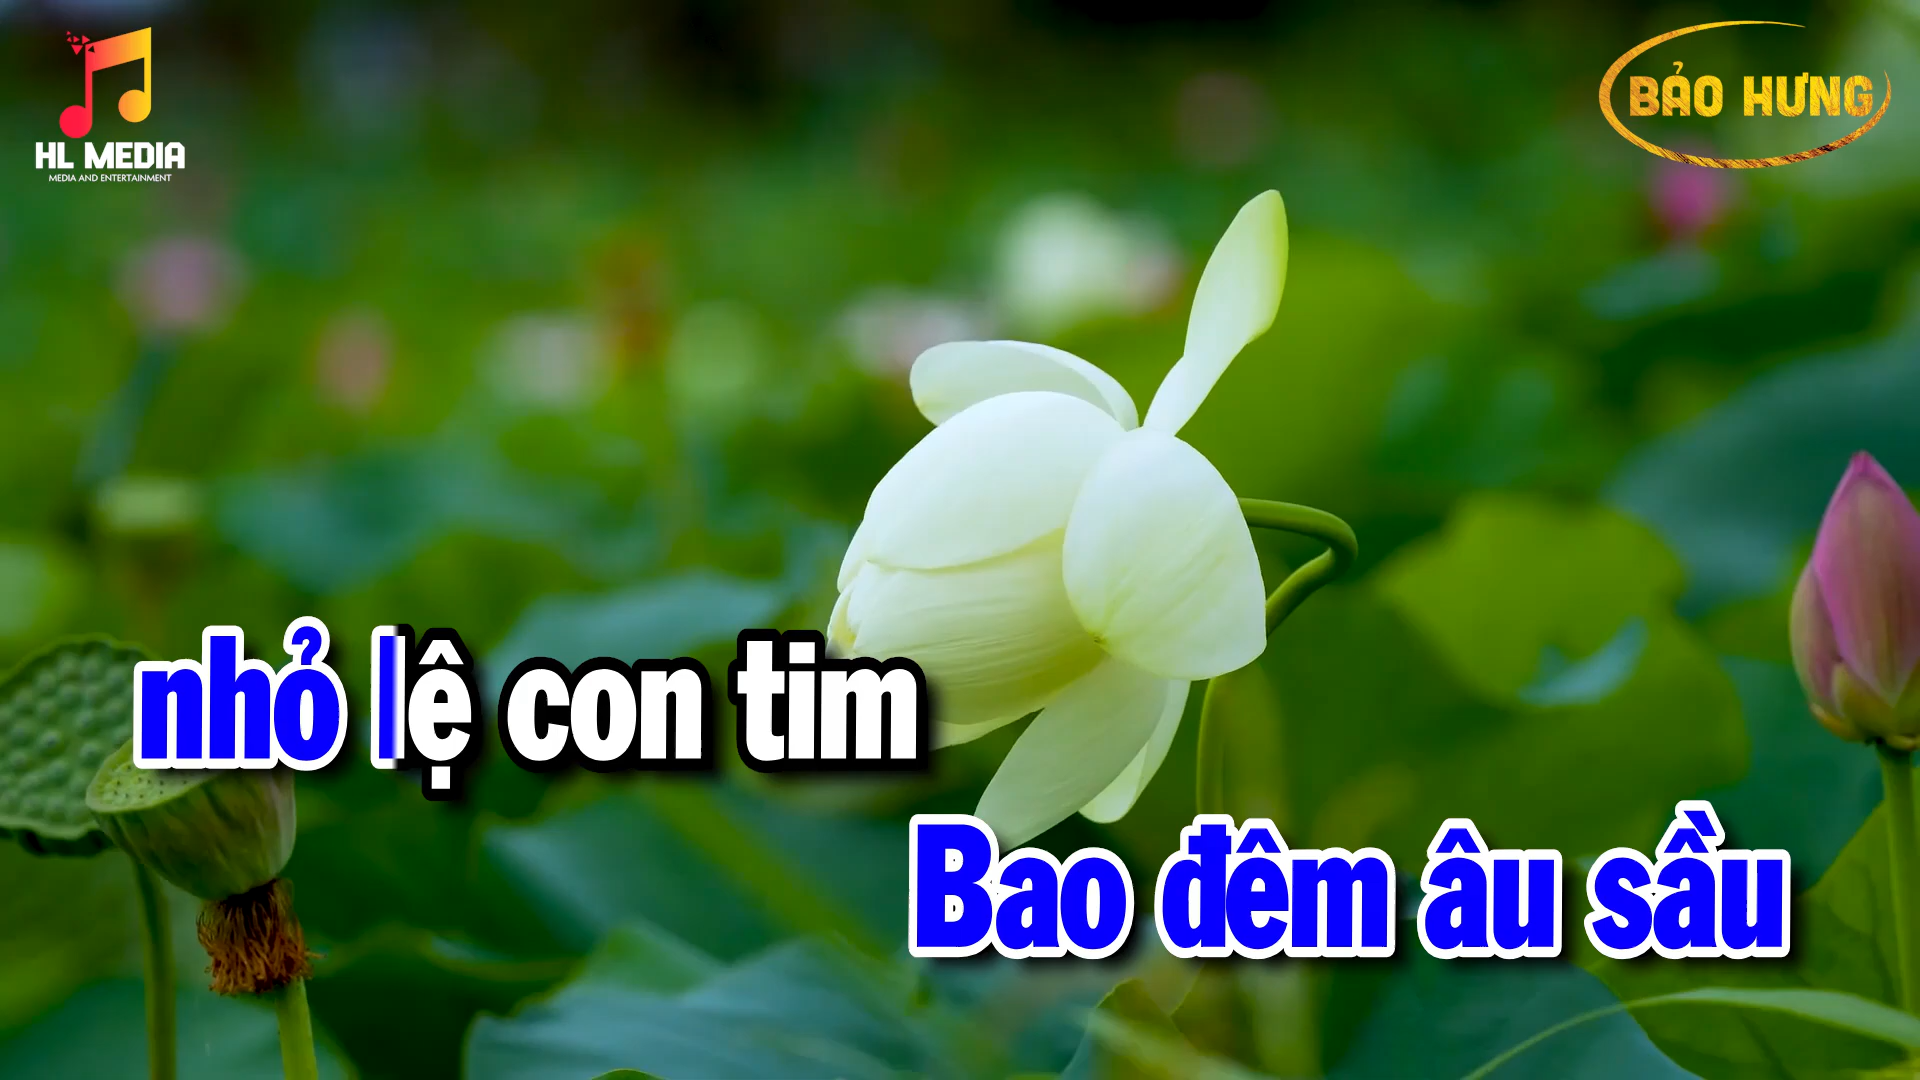 HL MEDIA
MEDIA AND ENTERTAINMENT
BẢO HƯNG
nhỏ lệ con tim
Bao đêm âu sầu